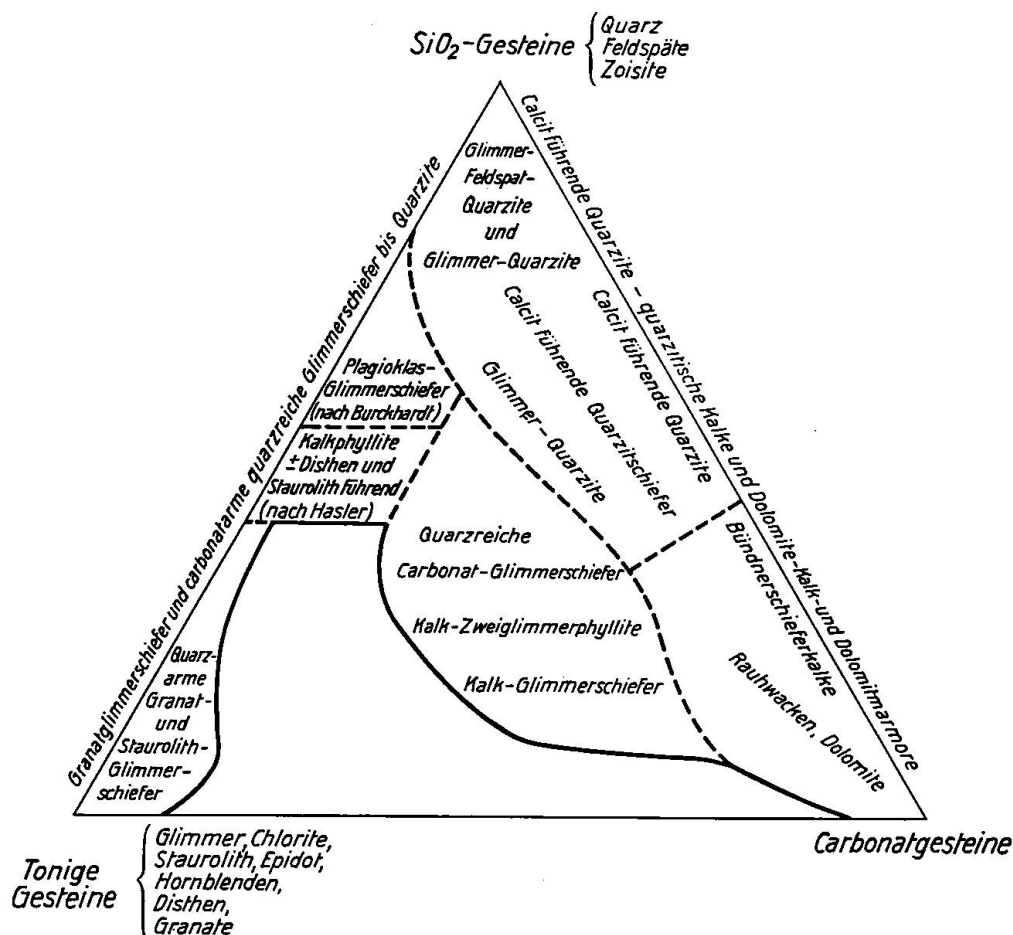 SiO₂-Gesteine
Quarz
Feldspäte
Zoisite
Granatglimmerschiefer und carbonatarme quarzreiche Glimmerschiefer bis Quarzite
Calcit führende Quarzite - quarzitische Kalke und Dolomite-Kalk-und Dolomitmarmore
Glimmer-
Feldspat-
Quarzite
und
Glimmer-Quarzite
Calcit führende Quarzite
Calcit führende Quarzitschiefer
Glimmer-Quarzite
Plagioklas-
Glimmerschiefer
(nach Burckhardt)
Kalkphyllite
±Disthen und
Staurolith führend
(nach Hasler)
Quarzreiche
Carbonat-Glimmerschiefer
Kalk-Zweiglimmerphyllite
Kalk-Glimmerschiefer
Bündnerschieferkalke
Rauhwacken, Dolomite
Quarz-
arme
Granat-
und
Staurolith-
Glimmer-
schiefer
Tonige
Gesteine
Glimmer, Chlorite,
Staurolith, Epidot,
Hornblenden,
Disthen,
Granate
Carbonatgesteine